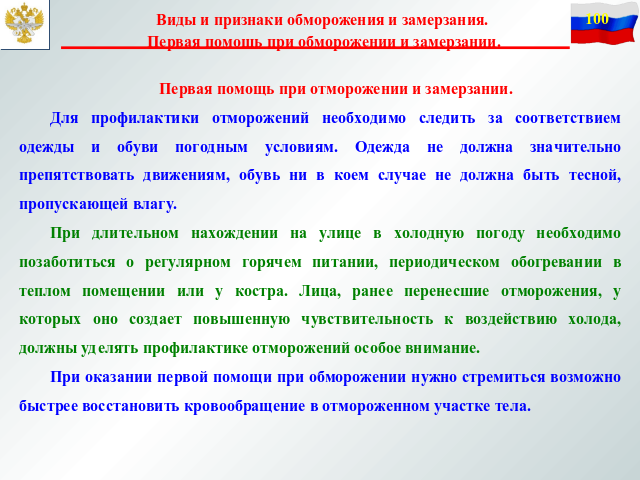 Виды и признаки обморожения и замерзания.
100
Первая помощь при обморожении и замерзании.
Первая помощь при отморожении и замерзании.
Для профилактики отморожений необходимо следить за соответствием
одежды и обуви погодным условиям. Одежда не должна значительно
препятствовать движениям, обувь ни в коем случае не должна быть тесной,
пропускающей влагу.
При длительном нахождении на улице в холодную погоду необходимо
позаботиться о регулярном горячем питании, периодическом обогревании в
теплом помещении или у костра. Лица, ранее перенесшие отморожения, у
которых оно создает повышенную чувствительность к воздействию холода,
должны уделять профилактике отморожений особое внимание.
При оказании первой помощи при обморожении нужно стремиться возможно
быстрее восстановить кровообращение в отмороженном участке тела.